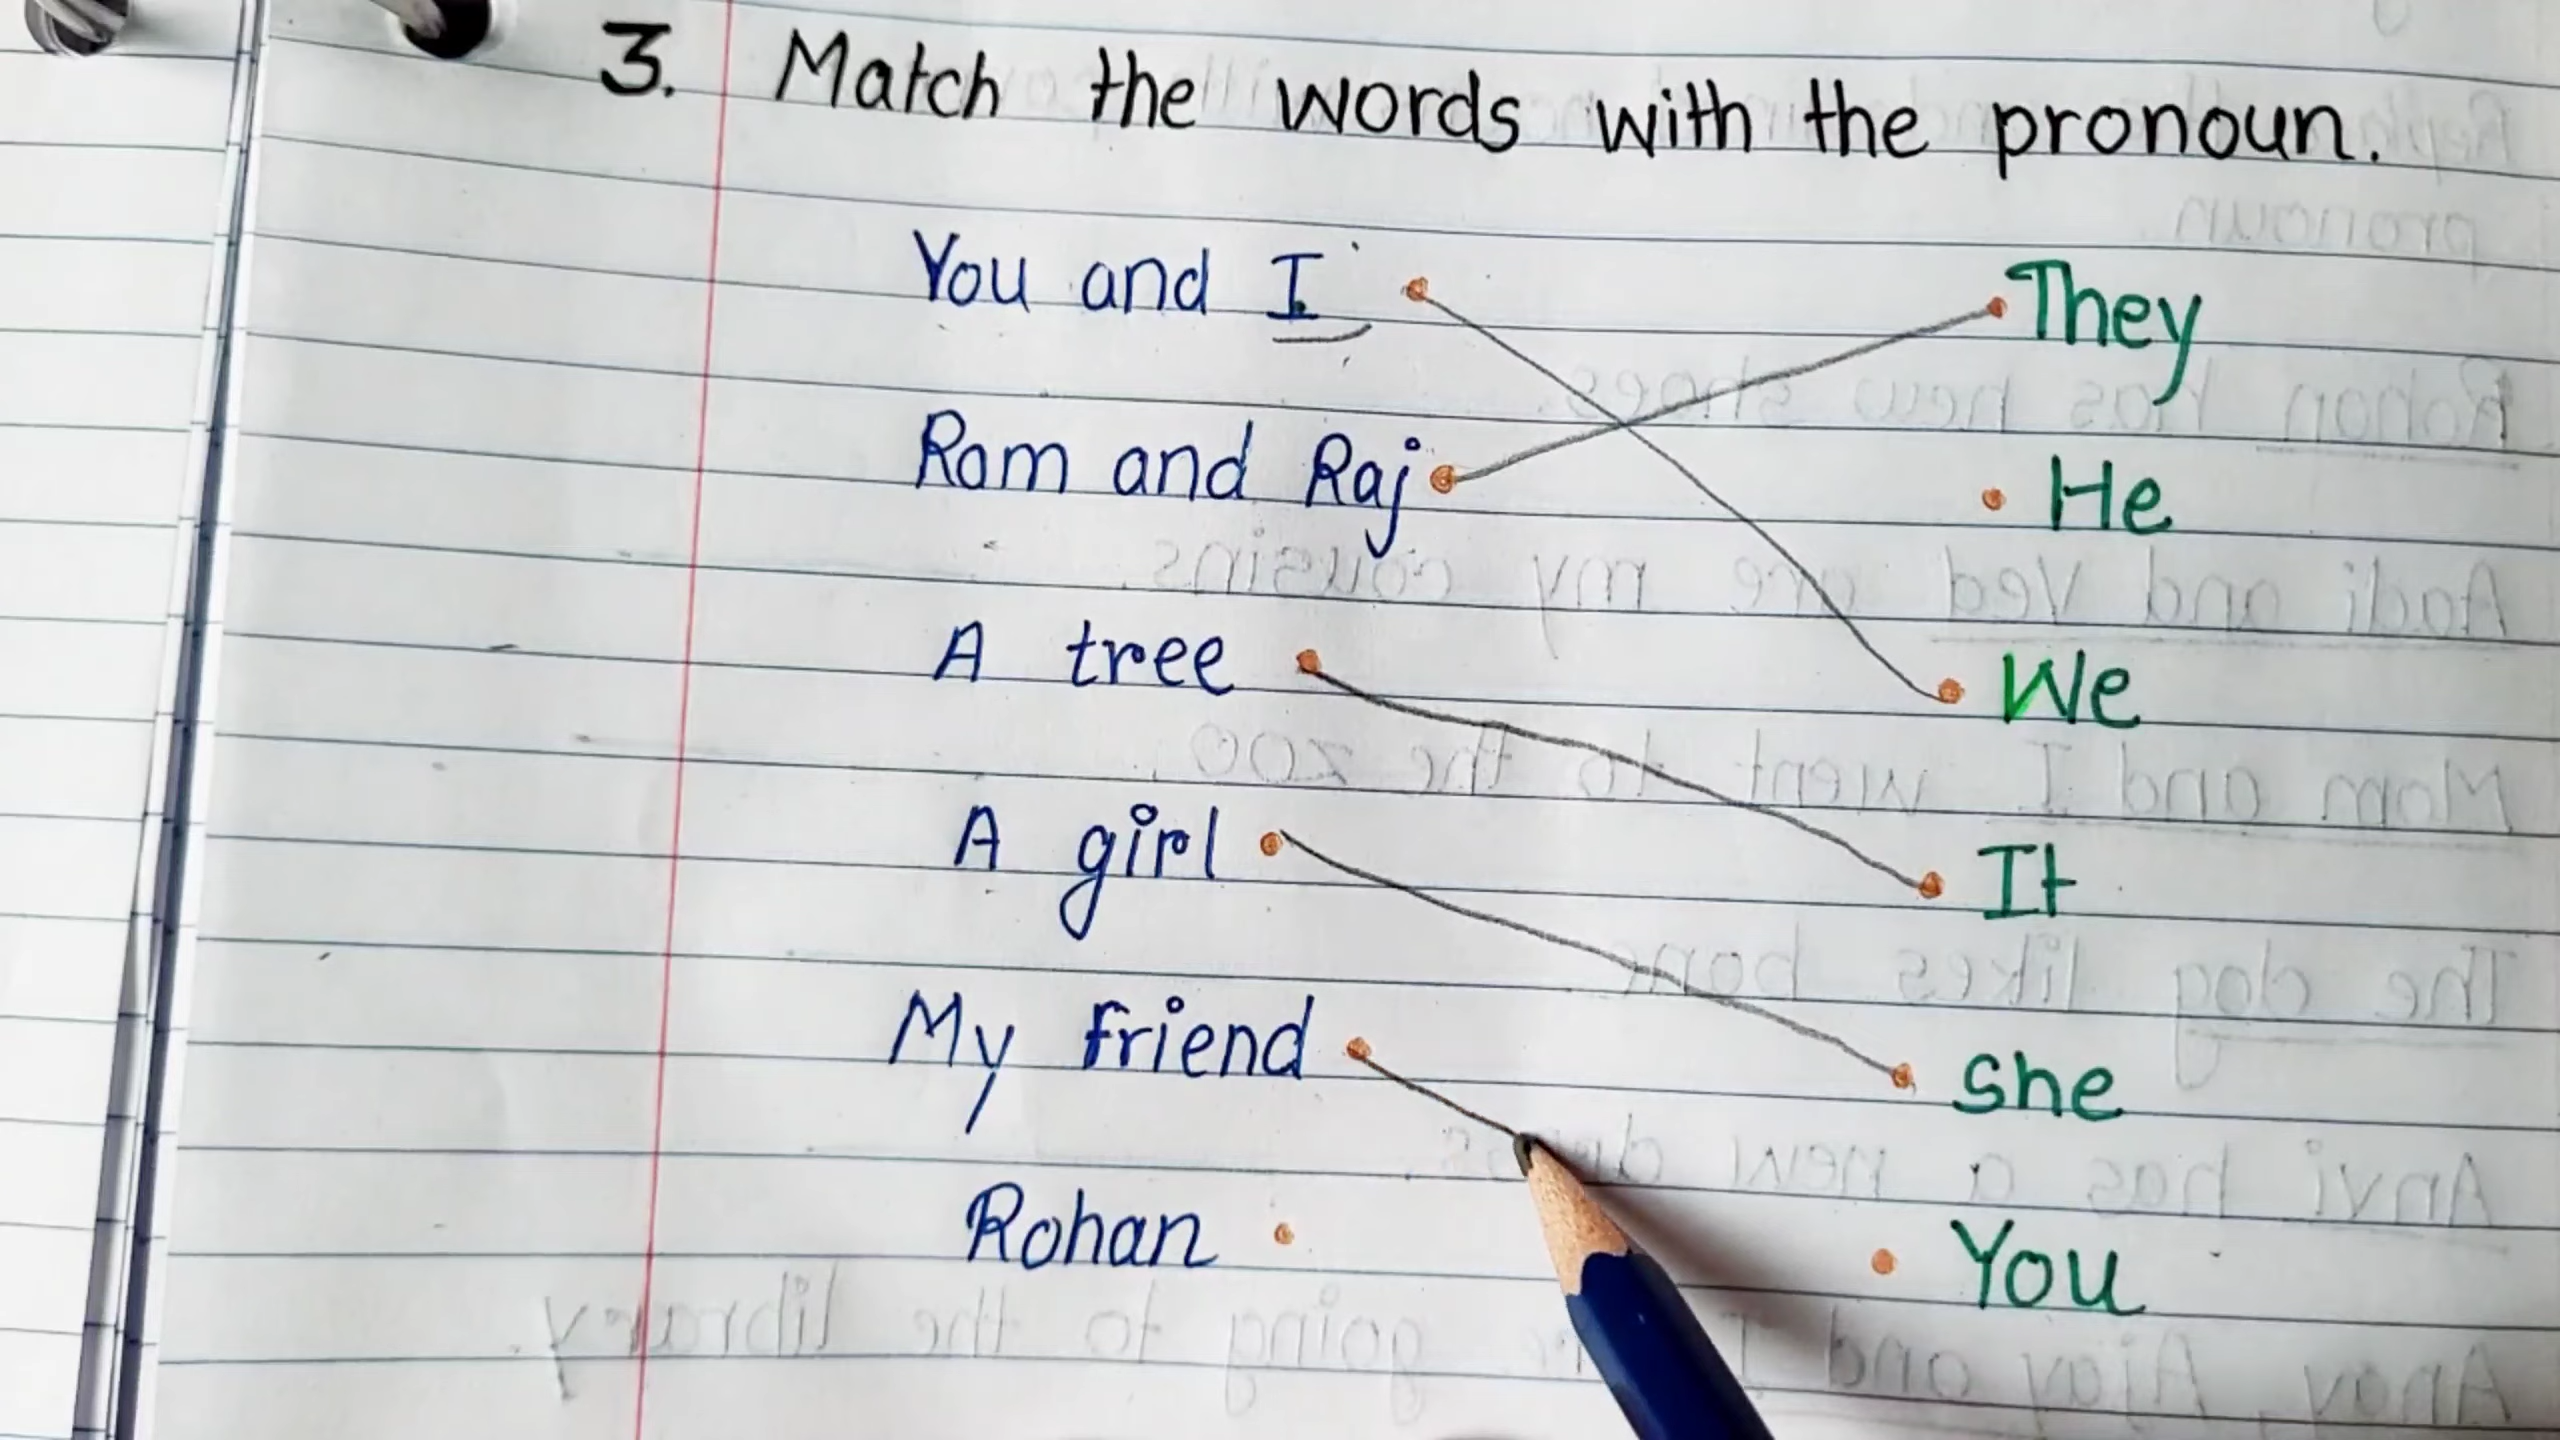 3. Match the words with the pronoun.
You and I They
Ram and Raj He
A tree We
A girl It
My friend she
Rohan You